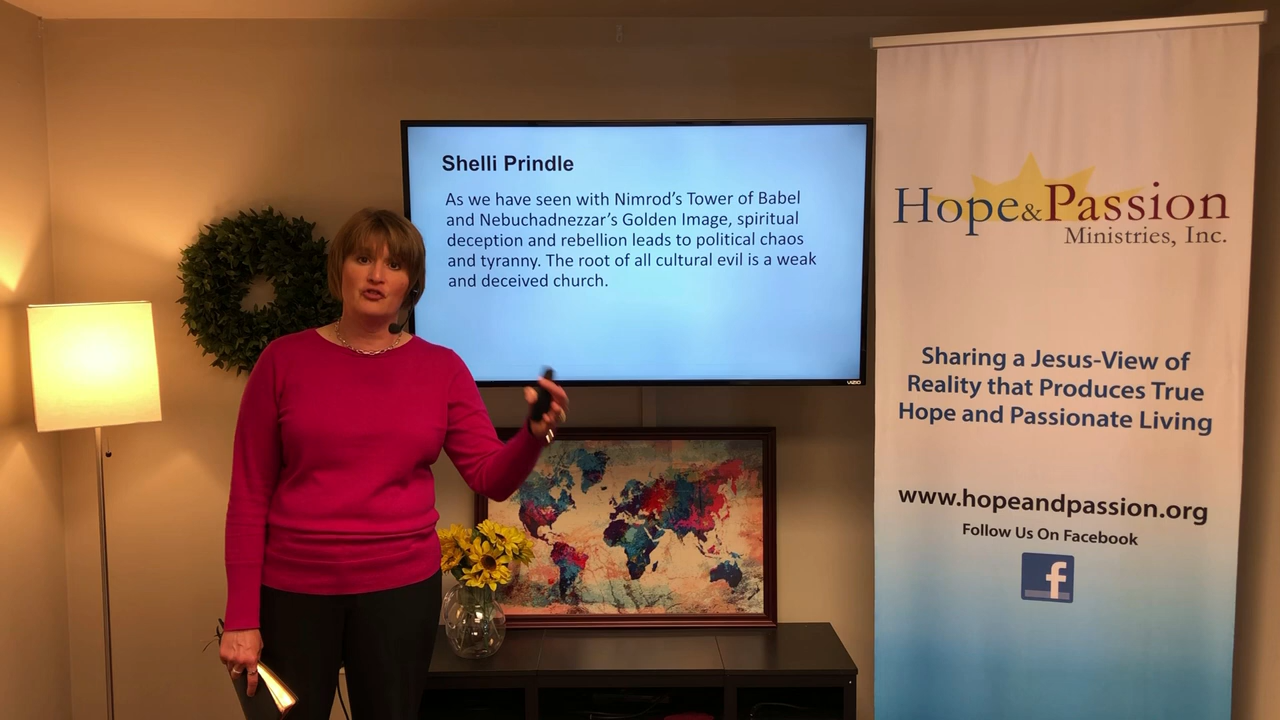 Shelli Prindle
As we have seen with Nimrod's Tower of Babel
and Nebuchadnezzar's Golden Image, spiritual
deception and rebellion leads to political chaos
and tyranny. The root of all cultural evil is a weak
and deceived church.
VIZIO
Hope&Passion
Ministries, Inc.
Sharing a Jesus-View of
Reality that Produces True
Hope and Passionate Living
www.hopeandpassion.org
Follow Us On Facebook
f